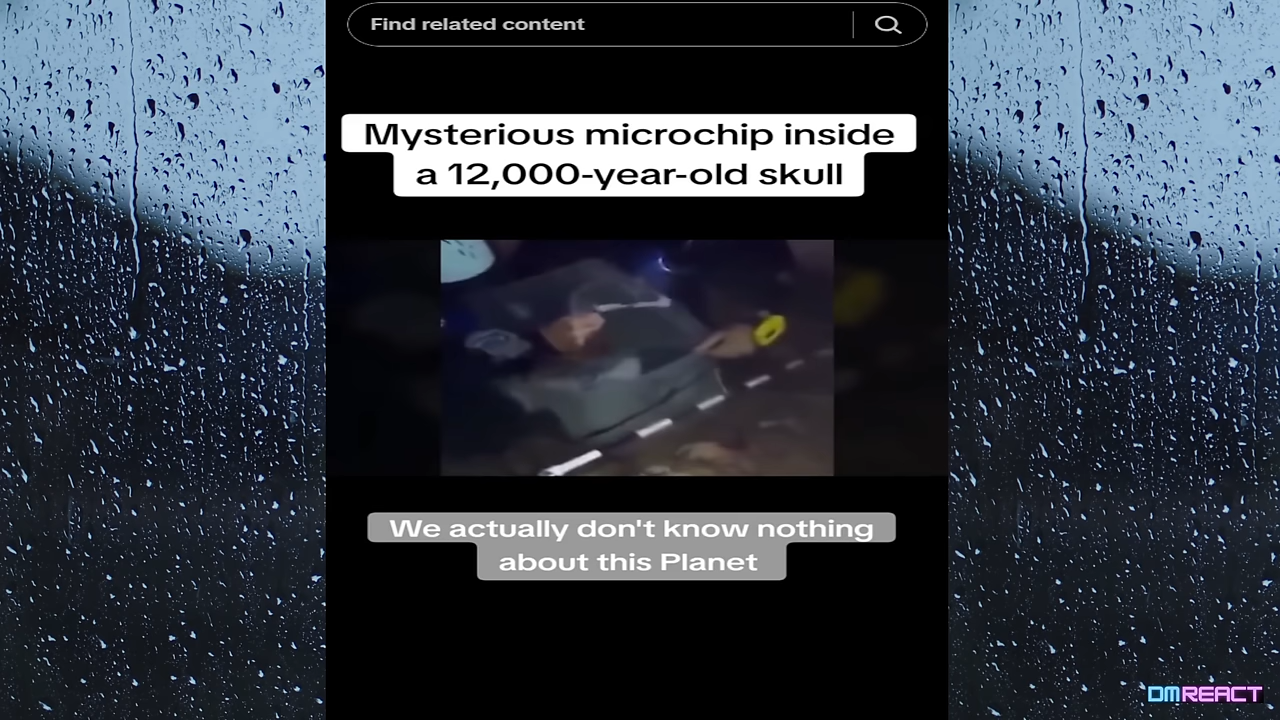 Find related content
Mysterious microchip inside
a 12,000-year-old skull
We actually don't know nothing
about this Planet
DMREACT